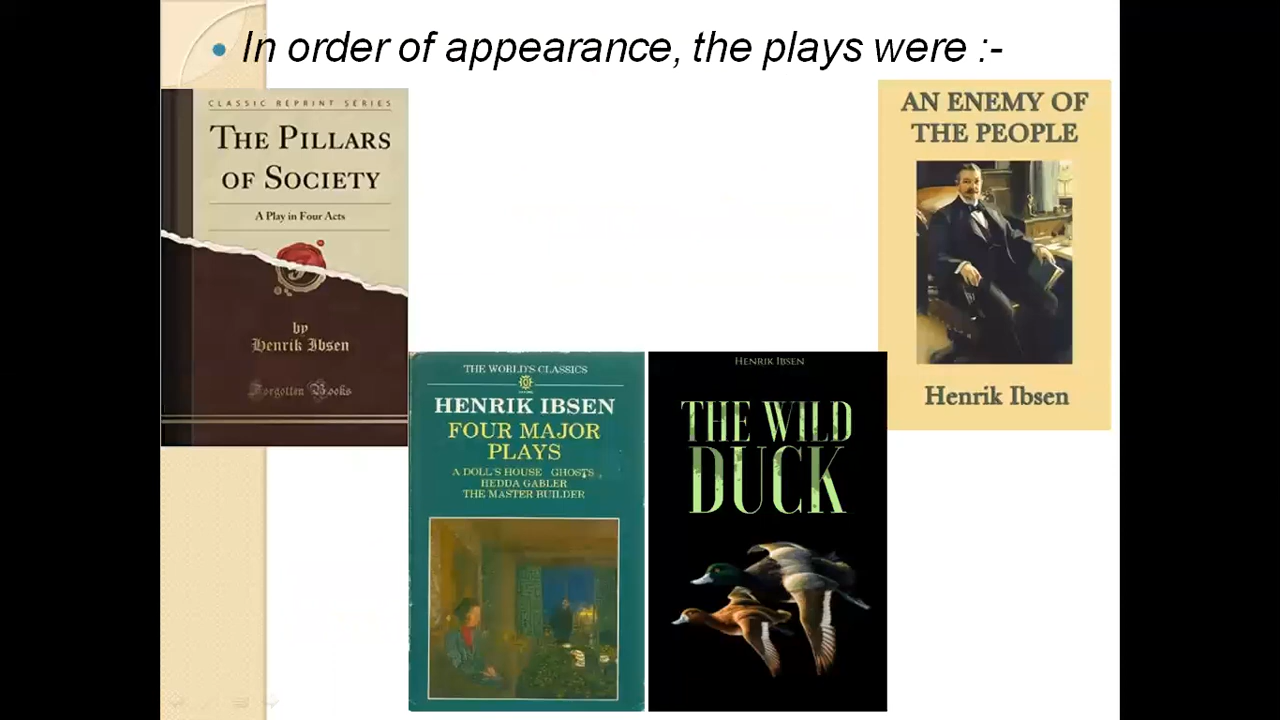 In order of appearance, the plays were :-
CLASSIC REPRINT SERIES
THE PILLARS
OF SOCIETY
A Play in Four Acts
by
Henrik Ibsen
Forgotten Books
THE WORLD'S CLASSICS
HENRIK IBSEN
FOUR MAJOR
PLAYS
A DOLL'S HOUSE GHOSTS
HEDDA GABLER
THE MASTER BUILDER
HENRIK IBSEN
THE WILD
DUCK
AN ENEMY OF
THE PEOPLE
Henrik Ibsen